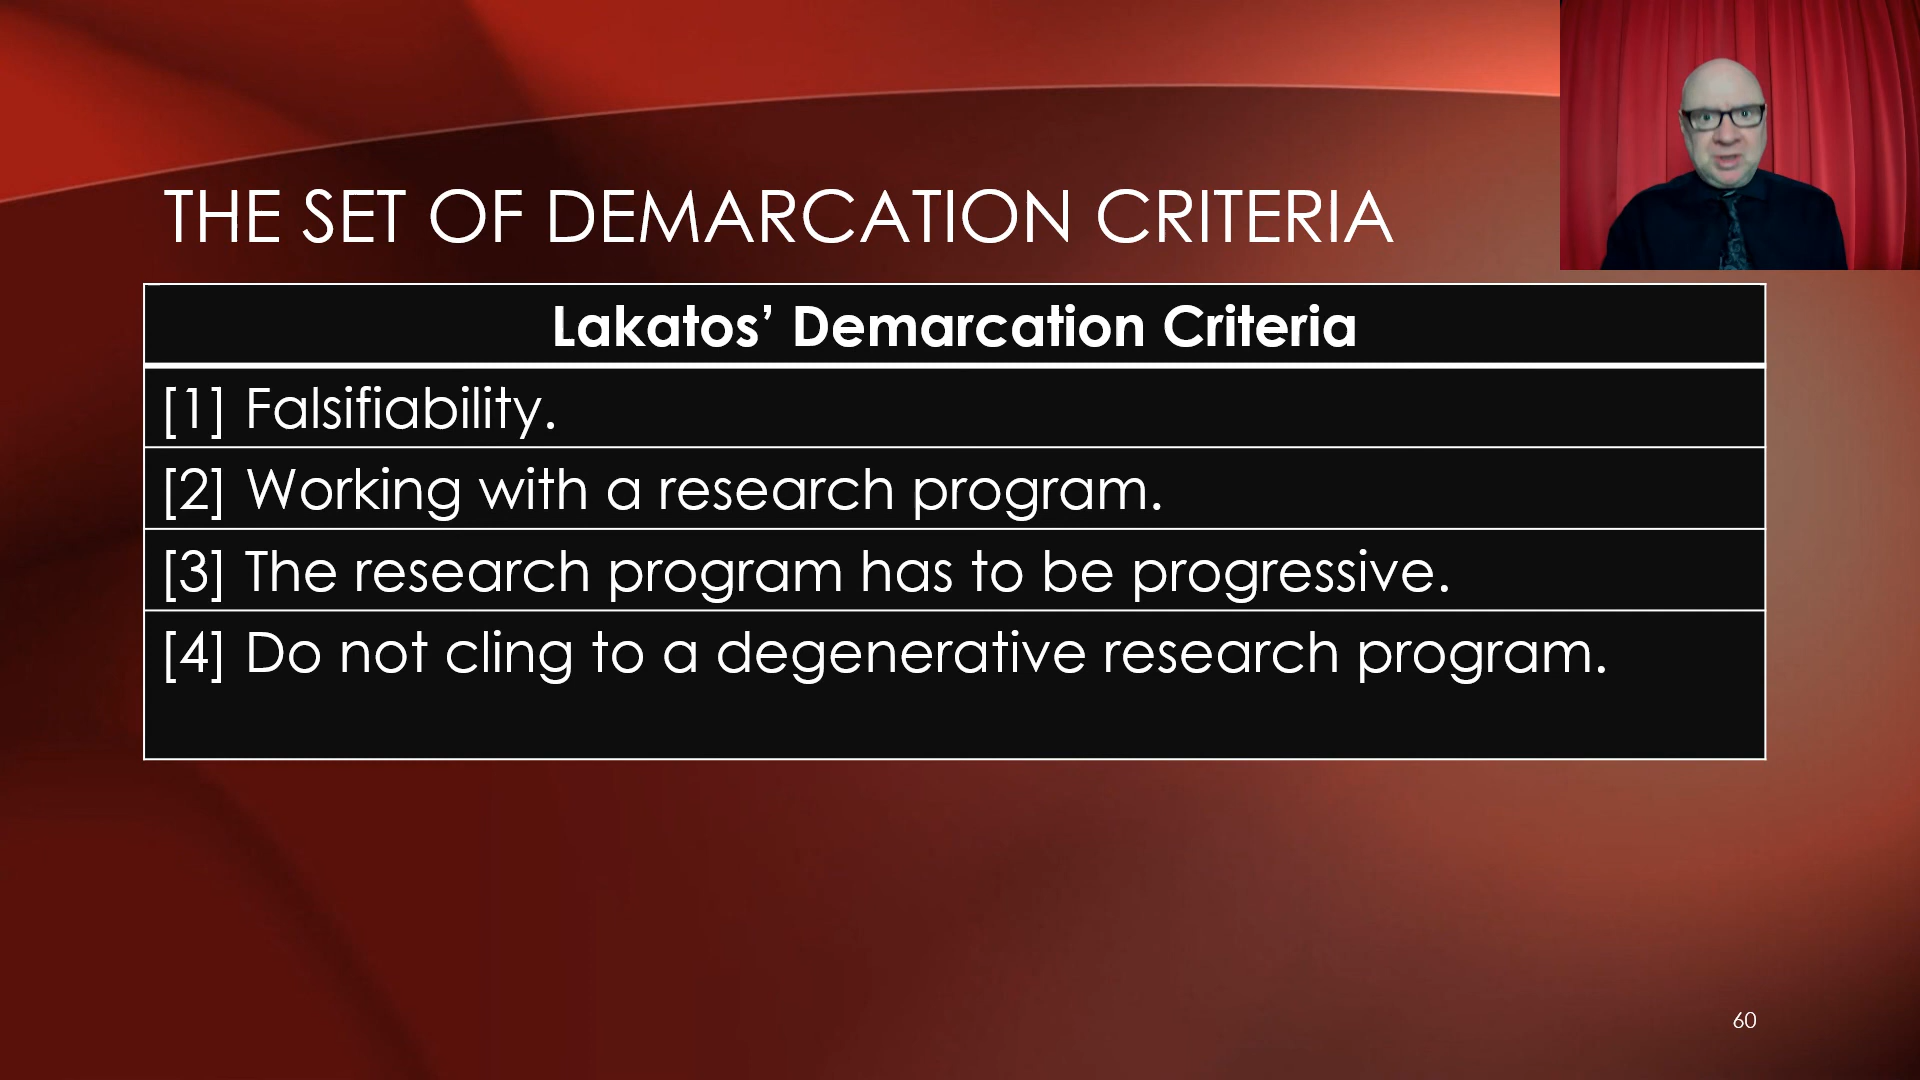 THE SET OF DEMARCATION CRITERIA
Lakatos’ Demarcation Criteria
[1] Falsifiability.
[2] Working with a research program.
[3] The research program has to be progressive.
[4] Do not cling to a degenerative research program.
60